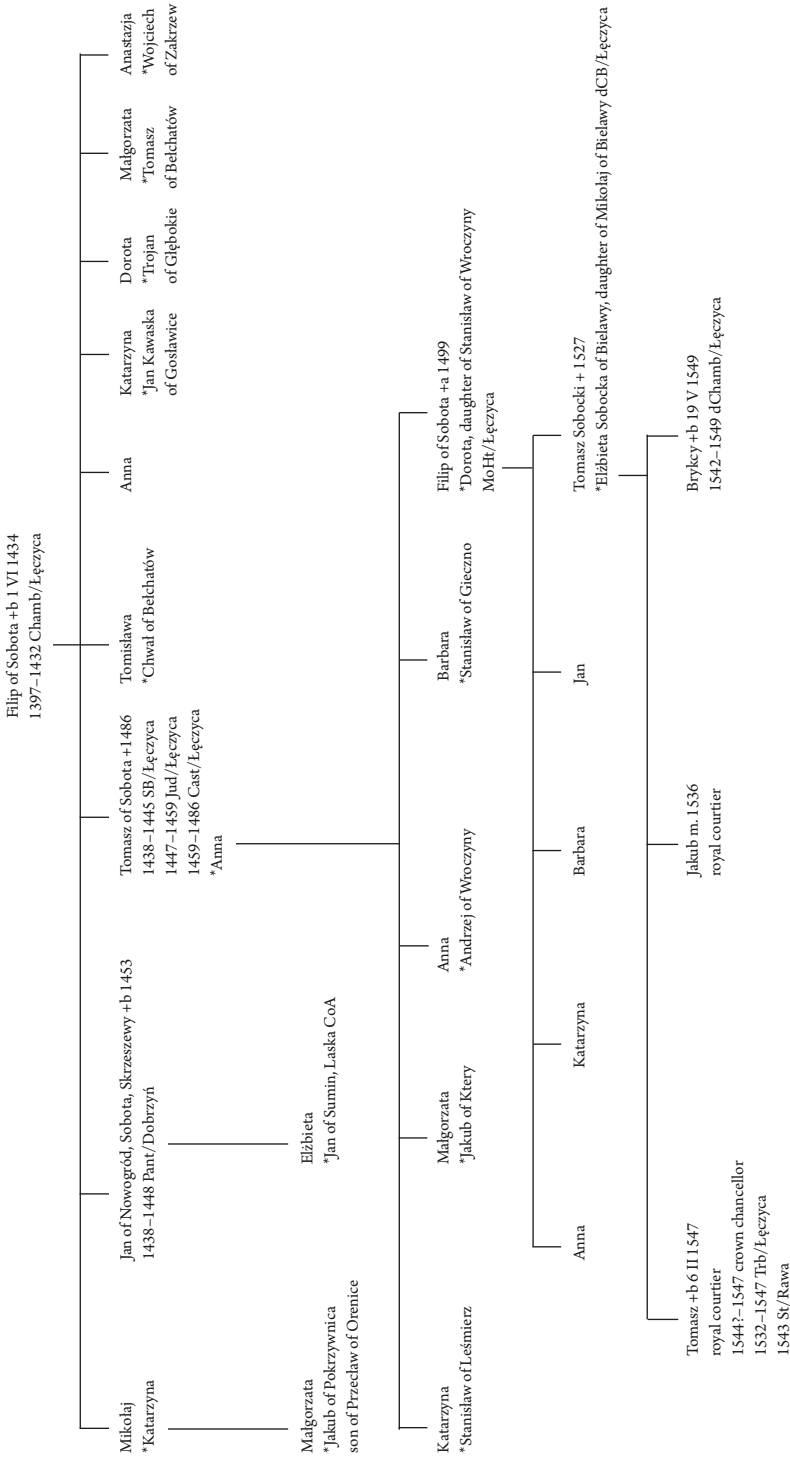 Filip of Sobota +b 1 VI 1434
1397–1432 Chamb/Łęczyca
Mikołaj
*Katarzyna
Jan of Nowogród, Sobota, Skrzeszewy +b 1453
1438–1448 Pant/Dobrzyń
Tomasz of Sobota +1486
1438–1445 SB/Łęczyca
1447–1459 Jud/Łęczyca
1459–1486 Cast/Łęczyca
*Anna
Tomisława
*Chwał of Bełchatów
Anna
Katarzyna
*Jan Kawaska
of Gosławice
Dorota
*Trojan
of Głębokie
Małgorzata
*Tomasz
of Bełchatów
Anastazja
*Wojciech
of Zakrzew
Małgorzata
*Jakub of Pokrzywnica
son of Przecław of Orenice
Elżbieta
*Jan of Sumin, Laska CoA
Katarzyna
*Stanisław of Leśmierz
Małgorzata
*Jakub of Ktery
Anna
*Andrzej of Wroczyny
Barbara
*Stanisław of Gieczno
Filip of Sobota +a 1499
*Dorota, daughter of Stanisław of Wroczyny
MoHt/Łęczyca
Anna
Katarzyna
Barbara
Jan
Tomasz Sobocki + 1527
*Elżbieta Sobocka of Bielawy, daughter of Mikołaj of Bielawy dCB/Łęczyca
Tomasz +b 6 II 1547
royal courtier
1544?–1547 crown chancellor
1532–1547 Trb/Łęczyca
1543 St/Rawa
Jakub m. 1536
royal courtier
Brykcy +b 19 V 1549
1542–1549 dChamb/Łęczyca